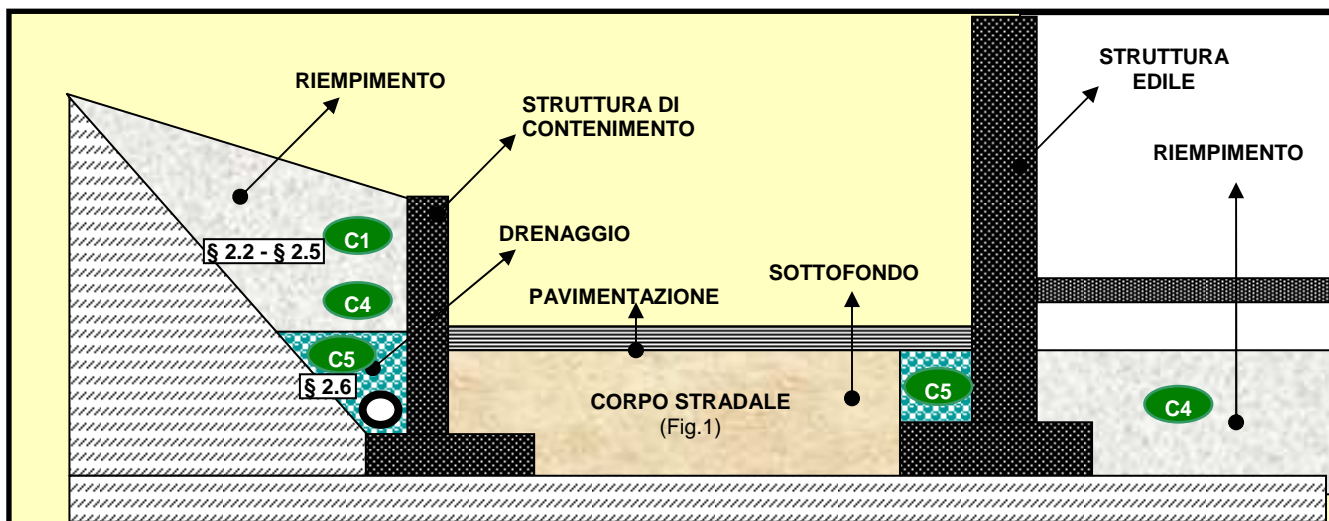 RIEMPIMENTO
STRUTTURA DI
CONTENIMENTO
STRUTTURA
EDILE
RIEMPIMENTO
C1
§ 2.2 - § 2.5
DRENAGGIO
SOTTOFONDO
C4
PAVIMENTAZIONE
C5
§ 2.6
C5
CORPO STRADALE
(Fig.1)
C4